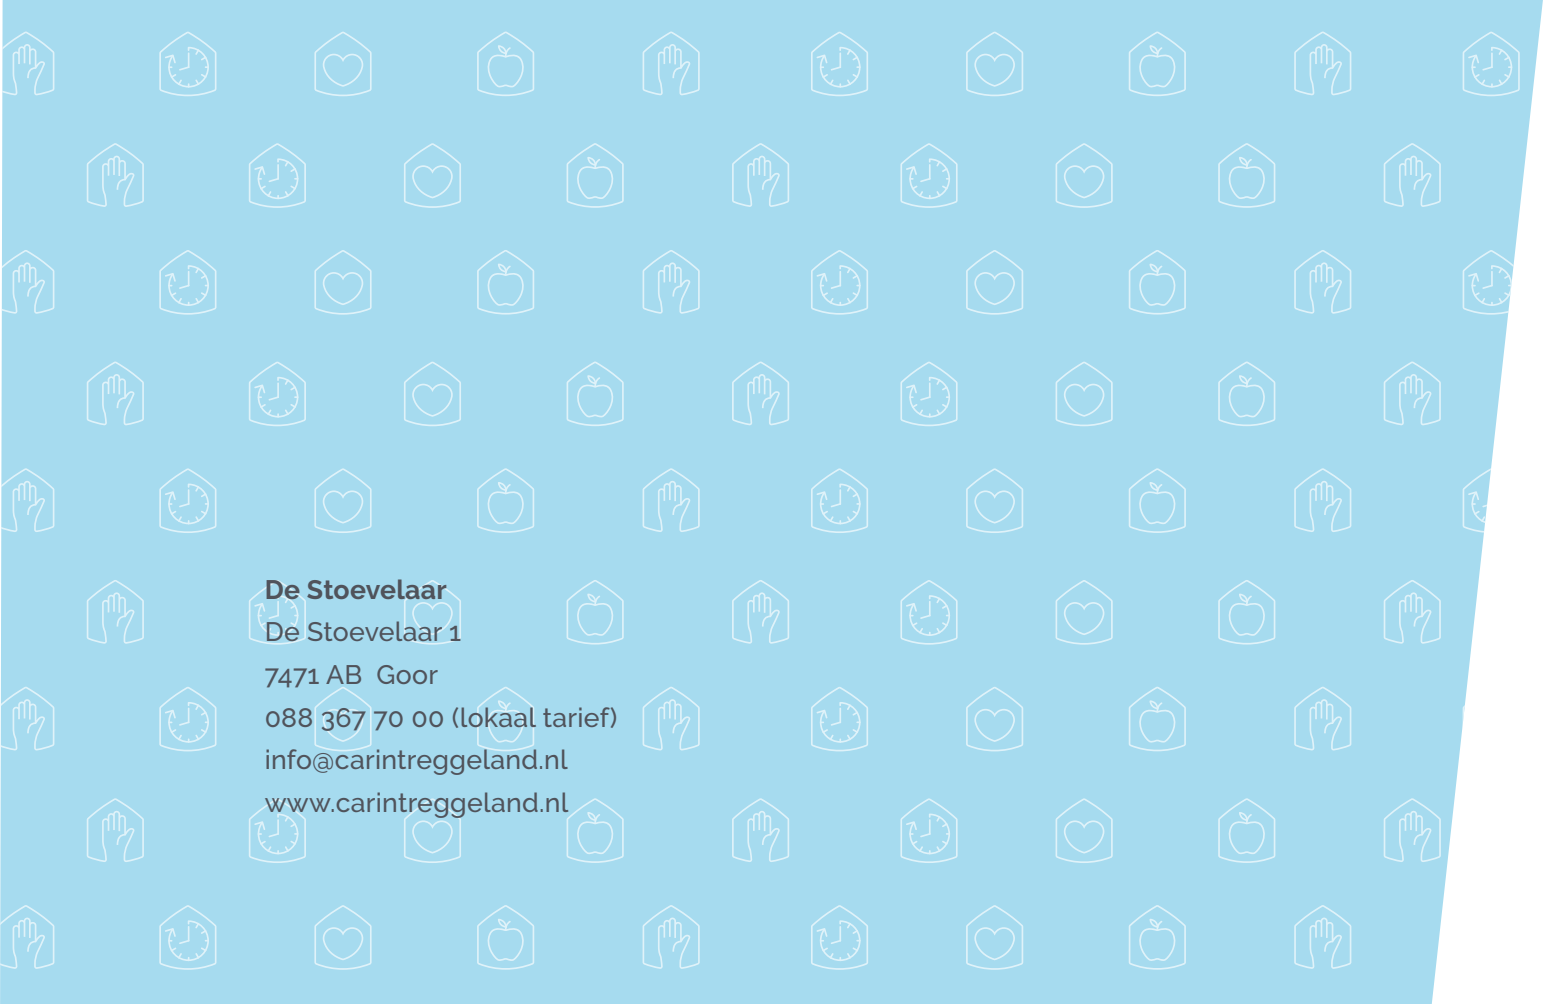 De Stoevelaar
De Stoevelaar 1
7471 AB  Goor
088 367 70 00 (lokaal tarief)
info@carintreggeland.nl
www.carintreggeland.nl